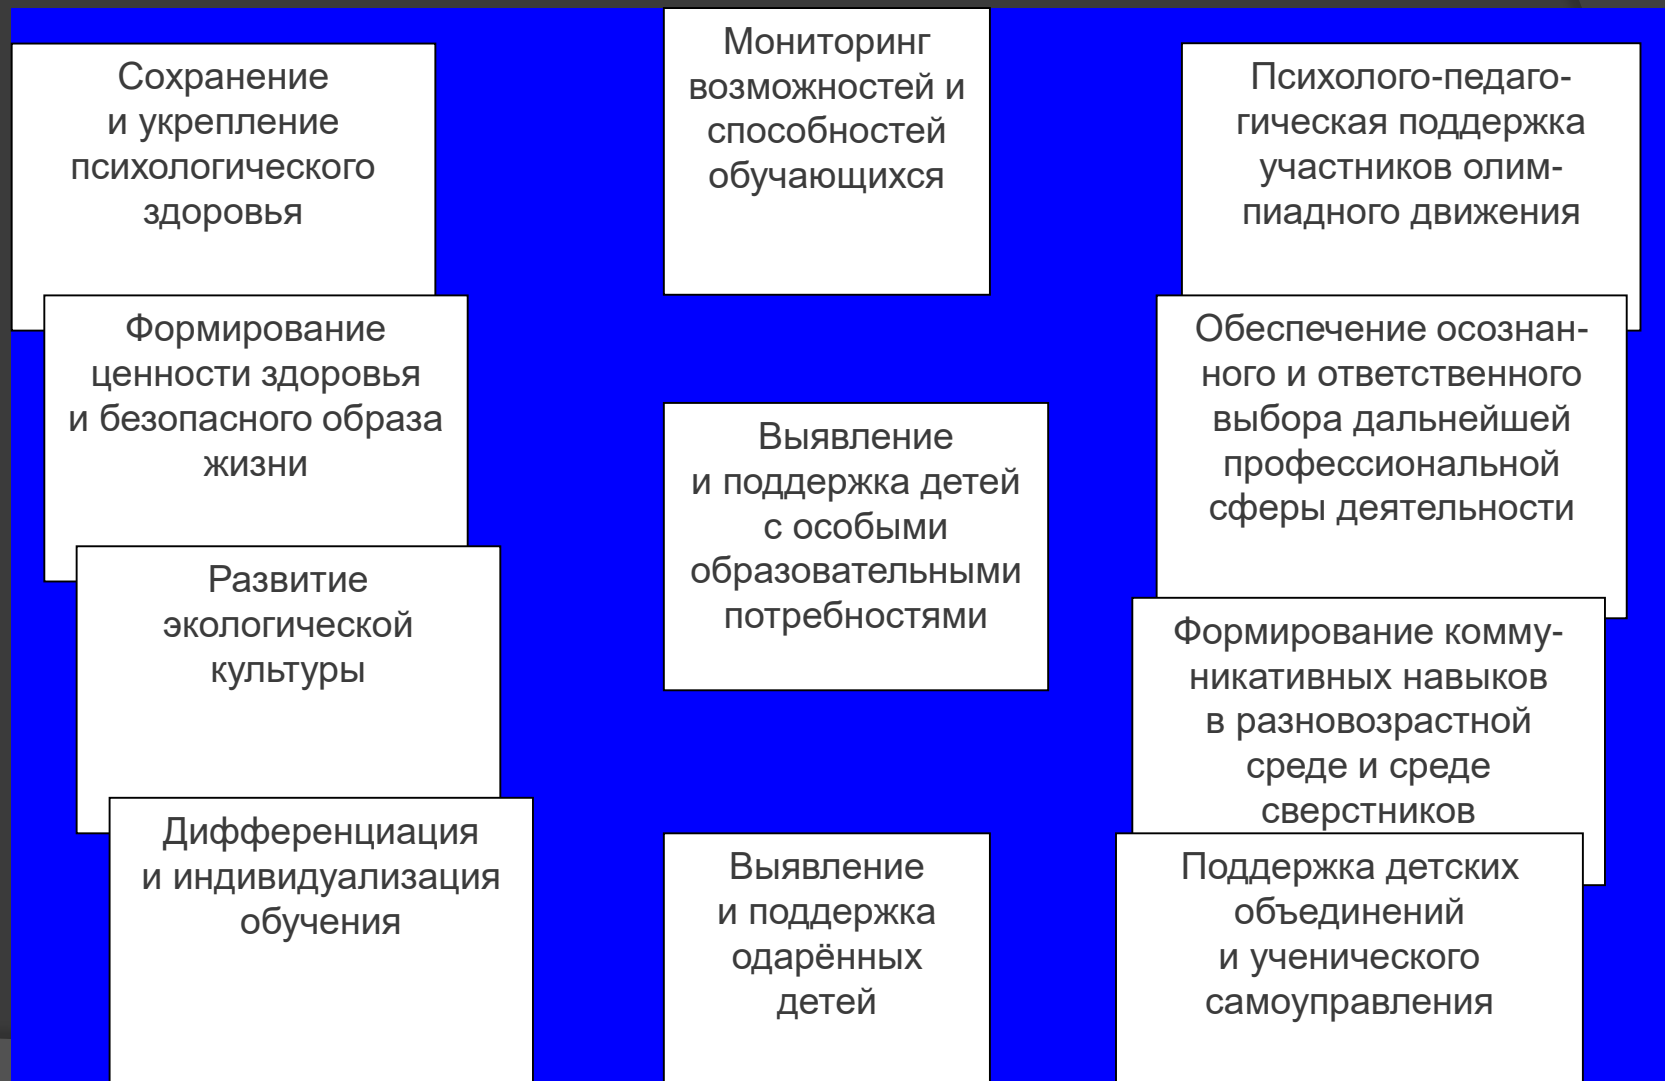 Сохранение
и укрепление
психологического
здоровья
Формирование
ценности здоровья
и безопасного образа
жизни
Развитие
экологической
культуры
Дифференциация
и индивидуализация
обучения
Мониторинг
возможностей и
способностей
обучающихся
Выявление
и поддержка детей
с особыми
образовательными
потребностями
Выявление
и поддержка
одарённых
детей
Психолого-педаго-
гическая поддержка
участников олим-
пиадного движения
Обеспечение осознан-
ного и ответственного
выбора дальнейшей
профессиональной
сферы деятельности
Формирование комму-
никативных навыков
в разновозрастной
среде и среде
сверстников
Поддержка детских
объединений
и ученического
самоуправления